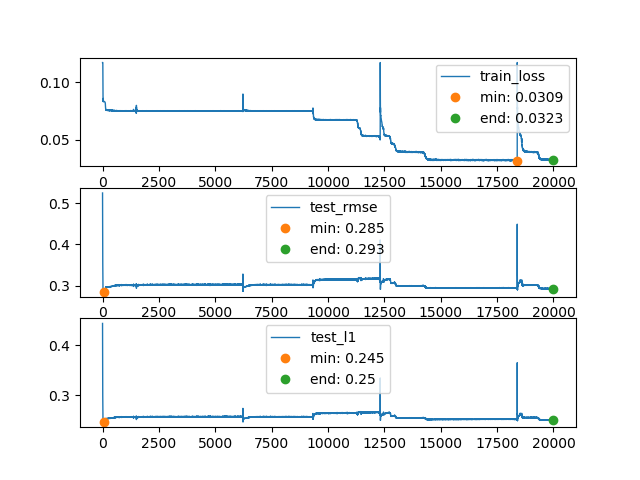 0.10
0.05
train_loss
min: 0.0309
end: 0.0323
0 2500 5000 7500 10000 12500 15000 17500 20000
0.5
0.4
0.3
test_rmse
min: 0.285
end: 0.293
0 2500 5000 7500 10000 12500 15000 17500 20000
0.4
0.3
test_l1
min: 0.245
end: 0.25
0 2500 5000 7500 10000 12500 15000 17500 20000